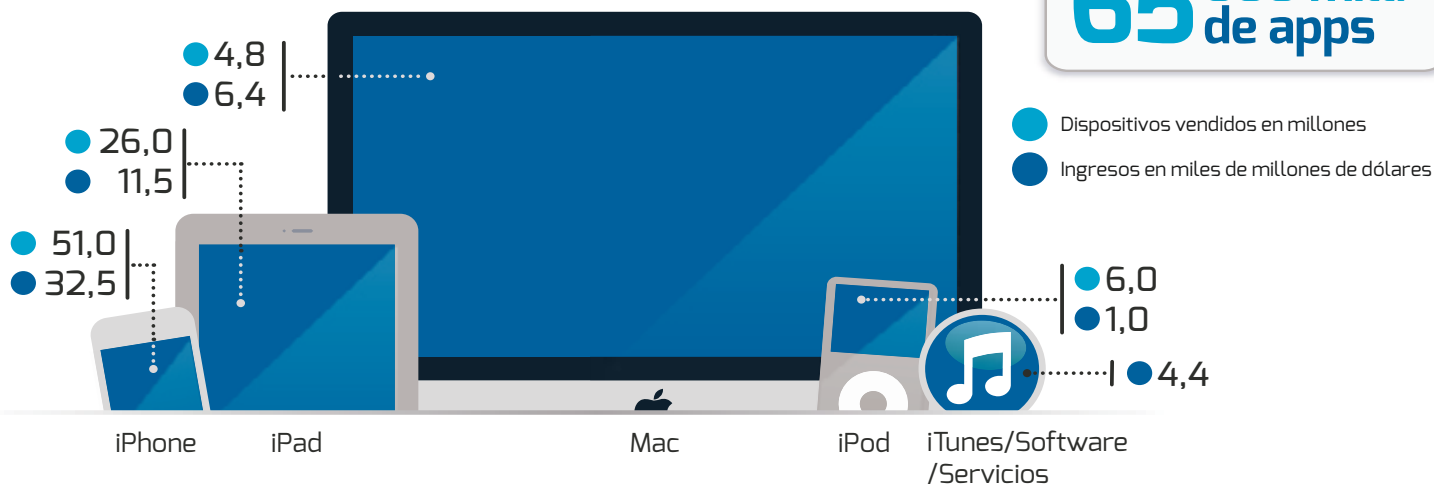 65
de apps
4,8
6,4
26,0
11,5
51,0
32,5
Dispositivos vendidos en millones
Ingresos en miles de millones de dólares
6,0
1,0
4,4
iPhone
iPad
Mac
iPod
iTunes/Software
/Servicios